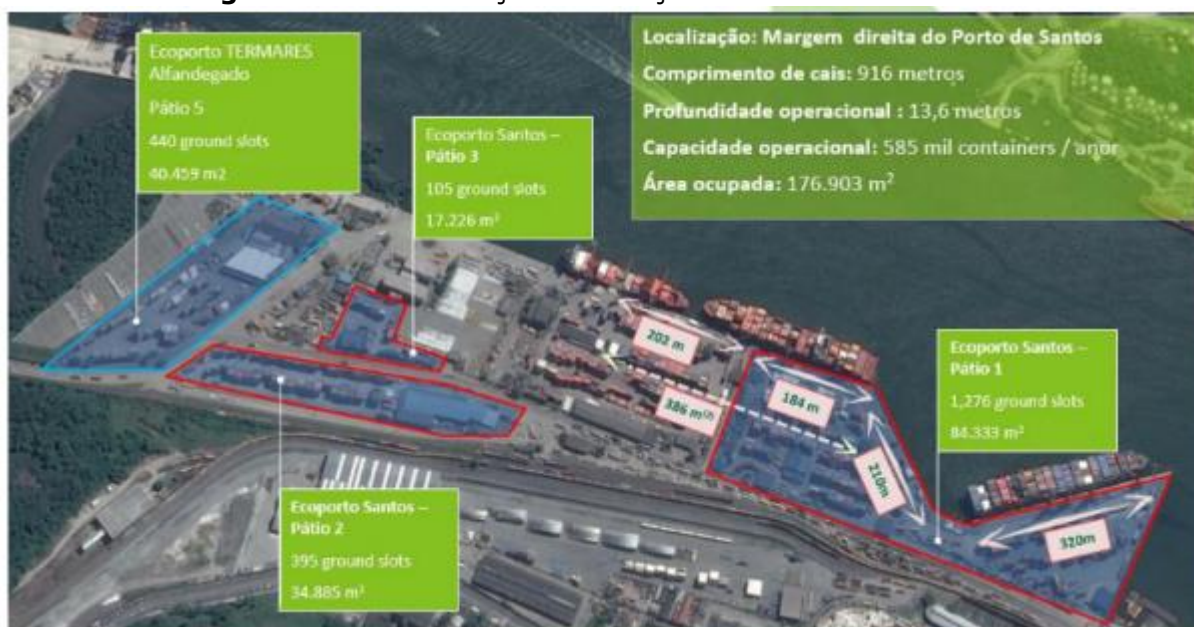 Ecoporto TERMARES
Alfandegado
Pátio 5
440 ground slots
40.459 m2
Ecoporto Santos –
Pátio 3
105 ground slots
17.226 m²
Localização: Margem direita do Porto de Santos
Comprimento de cais: 916 metros
Profundidade operacional : 13,6 metros
Capacidade operacional: 585 mil containers / anor
Área ocupada: 176.903 m²
202 m
386 m⁽²⁾
184 m
210m
320m
Ecoporto Santos –
Pátio 1
1,276 ground slots
84.333 m²
Ecoporto Santos –
Pátio 2
395 ground slots
34.885 m²